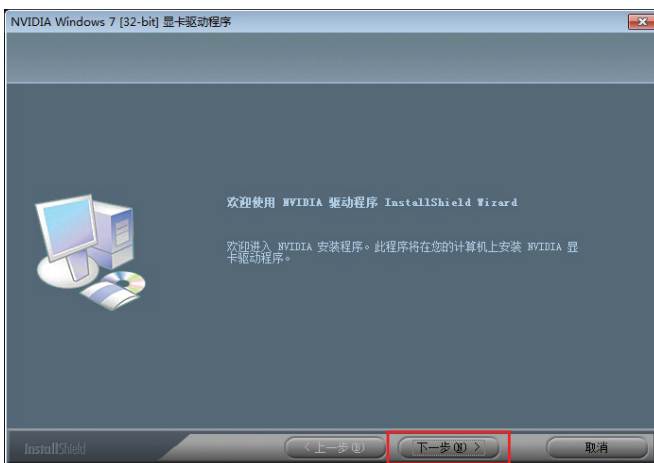 NVIDIA Windows 7 [32-bit] 显卡驱动程序
欢迎使用 NVIDIA 驱动程序 InstallShield Wizard
欢迎进入 NVIDIA 安装程序。此程序将在您的计算机上安装 NVIDIA 显
卡驱动程序。
InstallShield
< 上一步(B) 下一步(N) > 取消